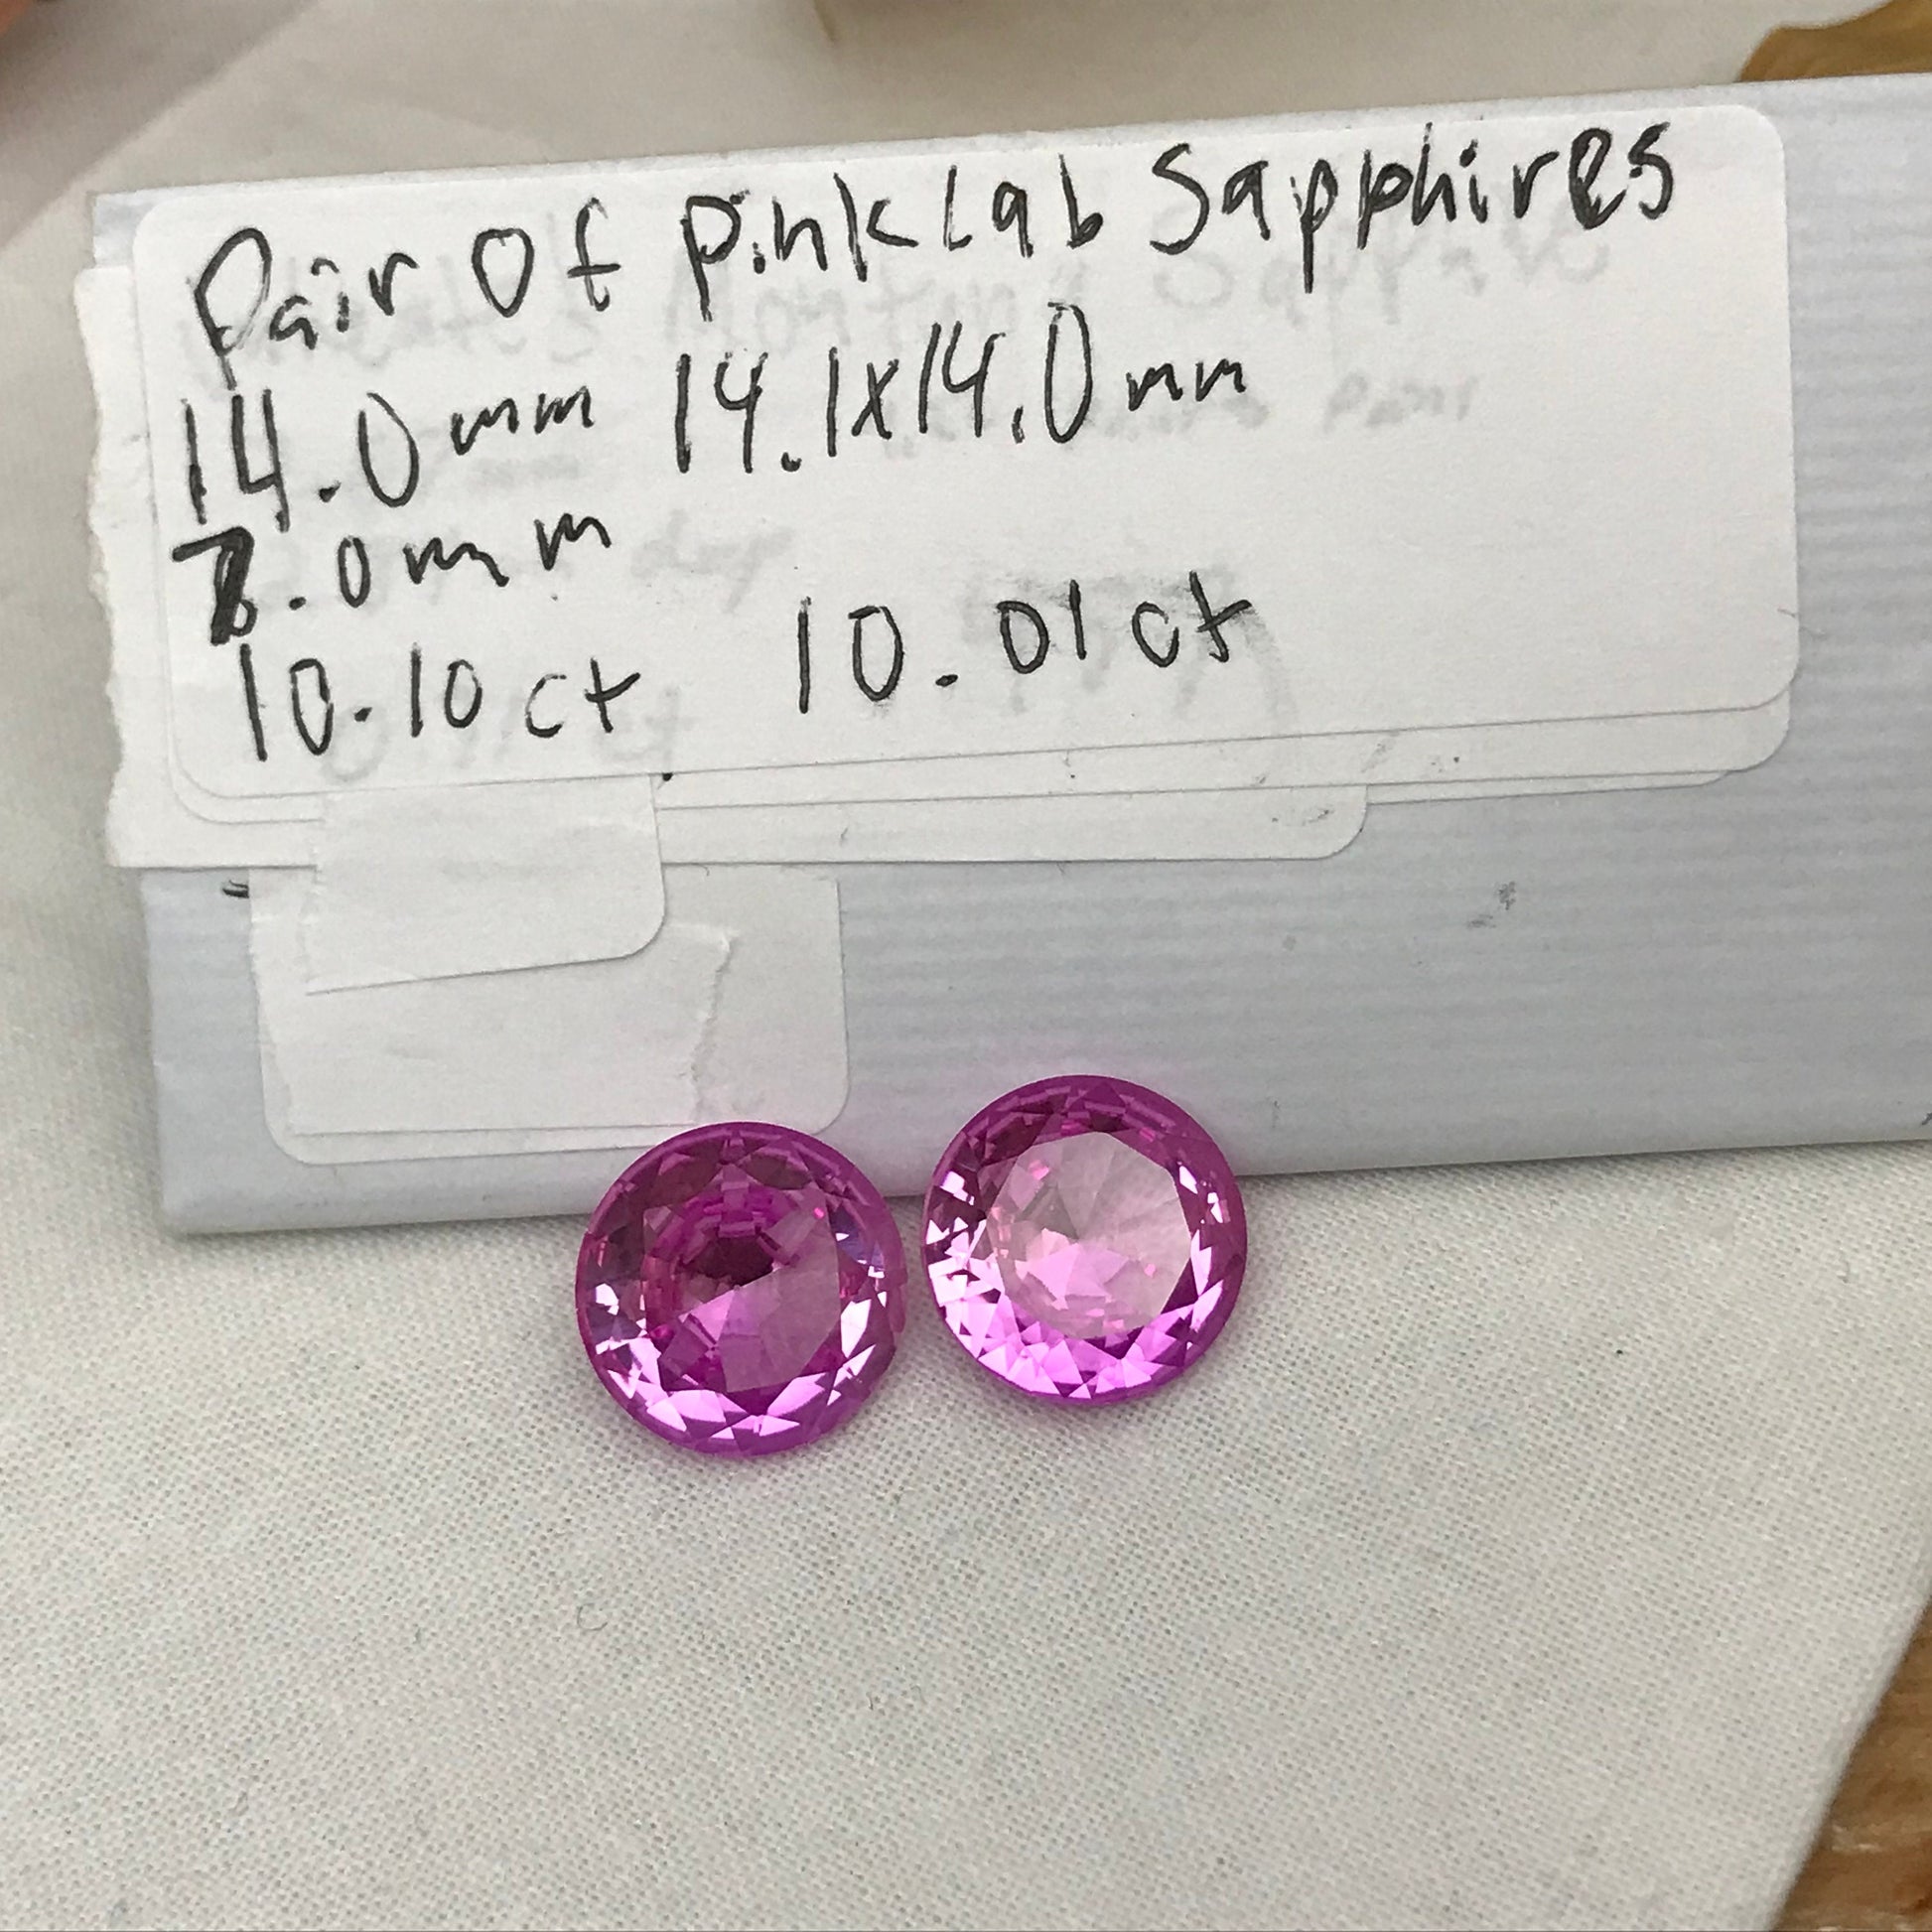 Pair Of Pink Lab Sapphires
14.0mm 14.1x14.0mm
8.0mm
10.10ct 10.01ct